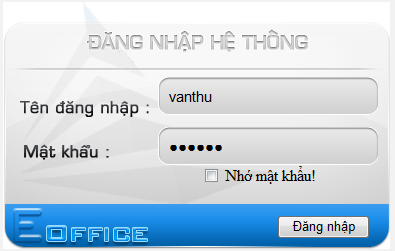 ĐĂNG NHẬP HỆ THỐNG
Tên đăng nhập : vanthu
Mật khẩu : ••••••
Nhớ mật khẩu!
EOFFICE Đăng nhập